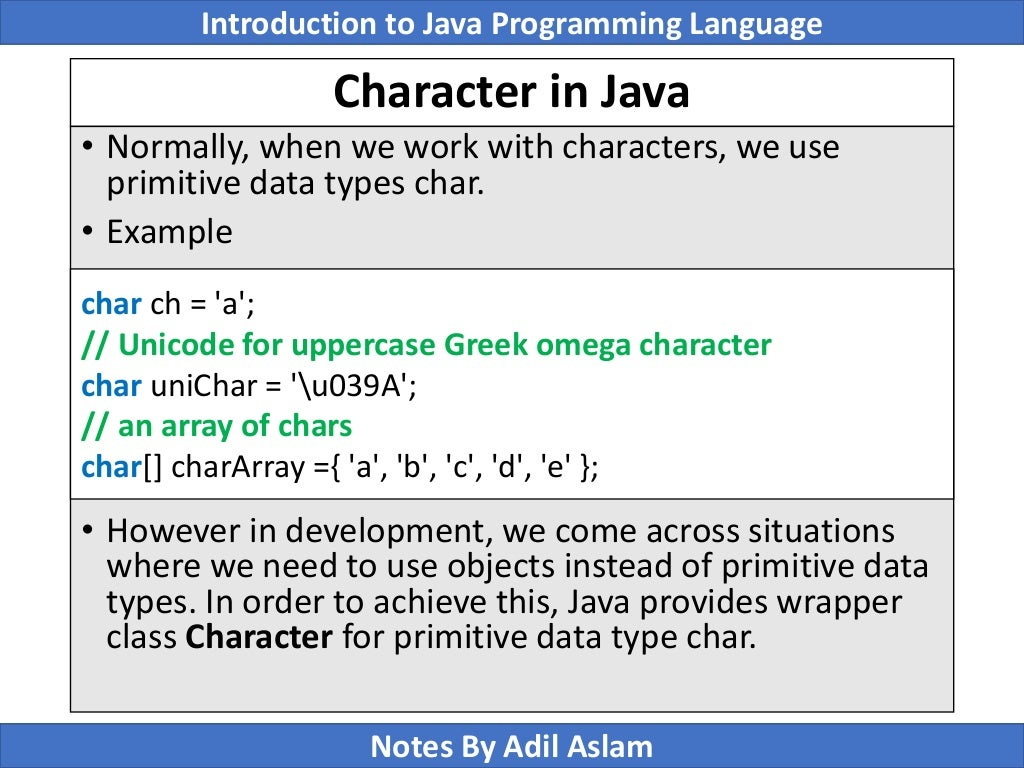 Introduction to Java Programming Language
Character in Java
• Normally, when we work with characters, we use
primitive data types char.
• Example
char ch = 'a';
// Unicode for uppercase Greek omega character
char uniChar = '\u039A';
// an array of chars
char[] charArray ={ 'a', 'b', 'c', 'd', 'e' };
• However in development, we come across situations
where we need to use objects instead of primitive data
types. In order to achieve this, Java provides wrapper
class Character for primitive data type char.
Notes By Adil Aslam